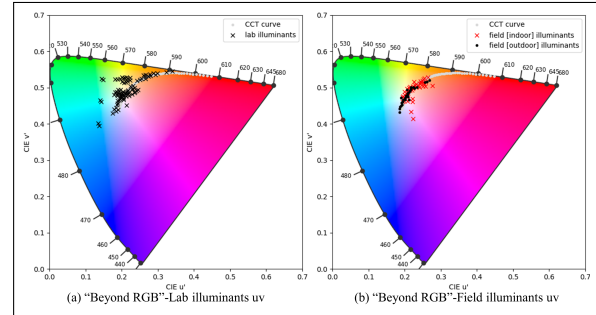 CCT curve
lab illuminants
0.7
0.6
0.5
0.4
0.3
0.2
0.1
0.0
CIE v'
530 540 550 560 570 580 590 600 610 620 630 645 680
480
470
460
450
440
0.0 0.1 0.2 0.3 0.4 0.5 0.6 0.7
CIE u'
(a) “Beyond RGB”-Lab illuminants uv
CCT curve
field [indoor] illuminants
field [outdoor] illuminants
0.7
0.6
0.5
0.4
0.3
0.2
0.1
0.0
CIE v'
530 540 550 560 570 580 590 600 610 620 630 645 680
480
470
460
450
440
0.0 0.1 0.2 0.3 0.4 0.5 0.6 0.7
CIE u'
(b) “Beyond RGB”-Field illuminants uv